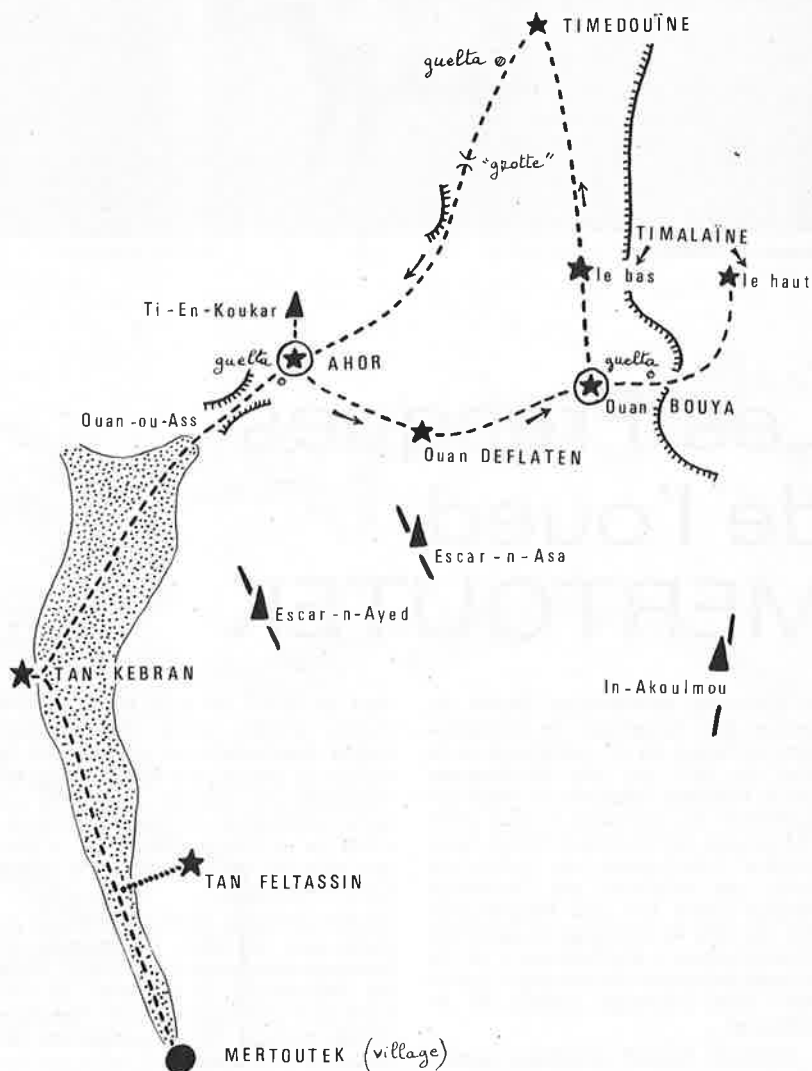 TIMEDOUÏNE
guelta
"grotte"
TIMALAÏNE
le bas
le haut
Ti-En-Koukar
guelta
AHOR
guelta
Ouan BOUYA
Ouan-ou-Ass
Ouan DEFLATEN
Escar-n-Asa
Escar-n-Ayed
TAN KEBRAN
In-Akoulmou
TAN FELTASSIN
MERTOUTEK (village)